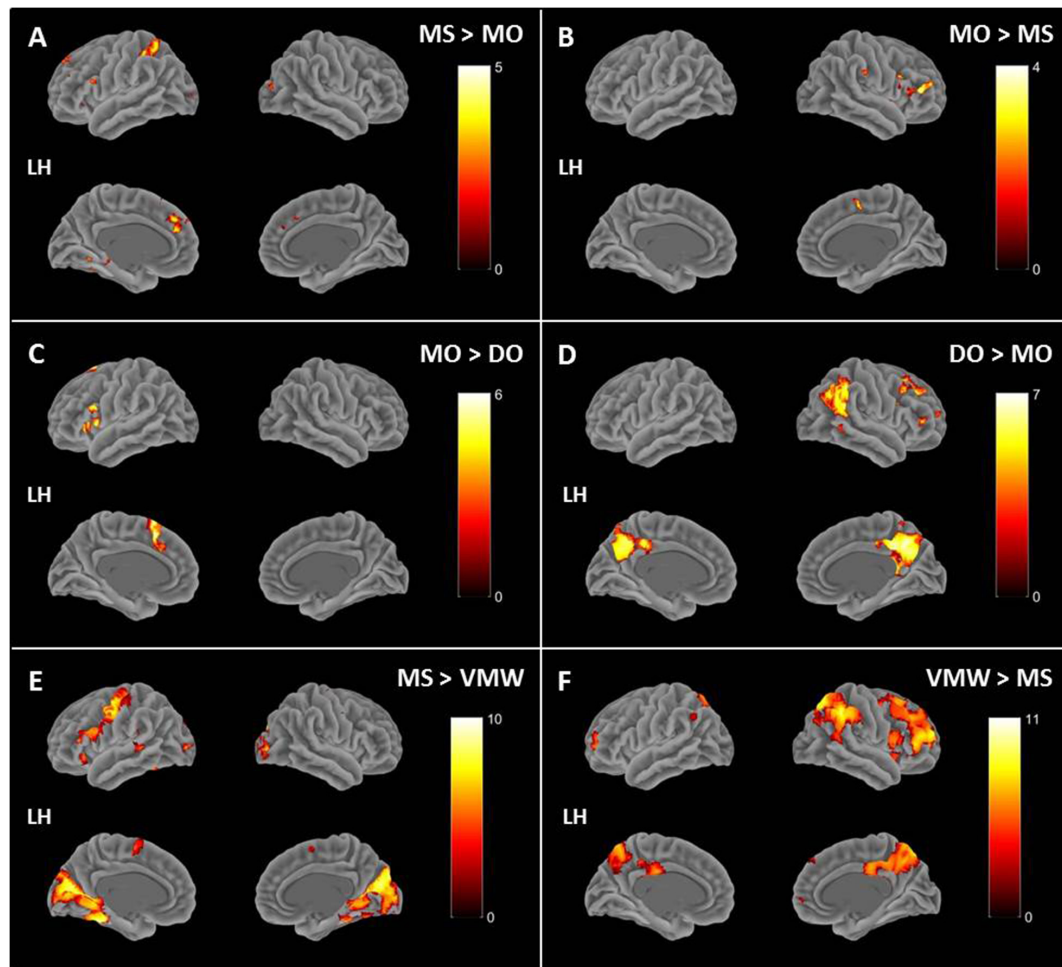 A MS > MO
5
LH
0
B MO > MS
4
LH
0
C MO > DO
6
LH
0
D DO > MO
7
LH
0
E MS > VMW
10
LH
0
F VMW > MS
11
LH
0